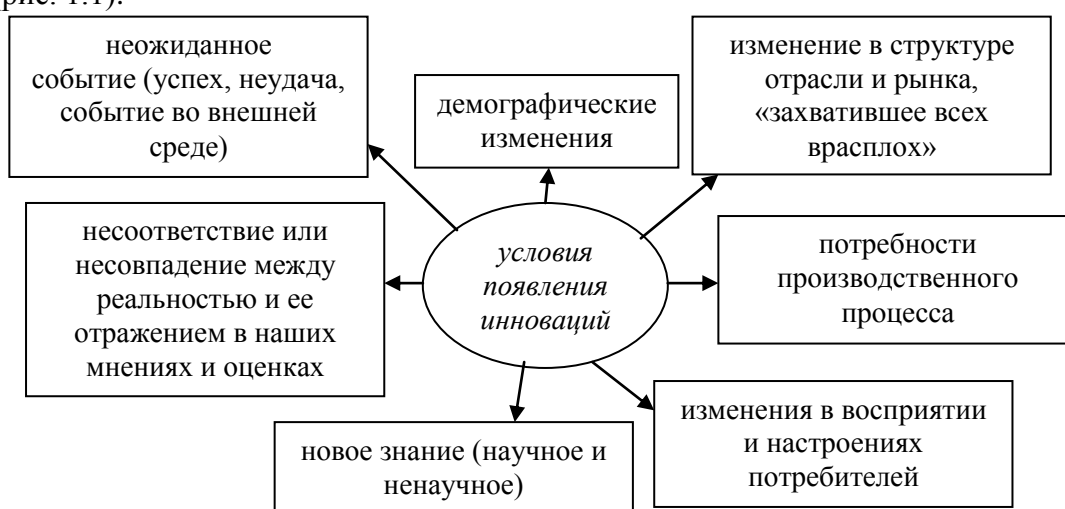 рис. 1.1).
неожиданное
событие (успех, неудача,
событие во внешней
среде)
демографические
изменения
изменение в структуре
отрасли и рынка,
«захватившее всех
врасплох»
несоответствие или
несовпадение между
реальностью и ее
отражением в наших
мнениях и оценках
условия
появления
инноваций
потребности
производственного
процесса
новое знание (научное и
ненаучное)
изменения в восприятии
и настроениях
потребителей